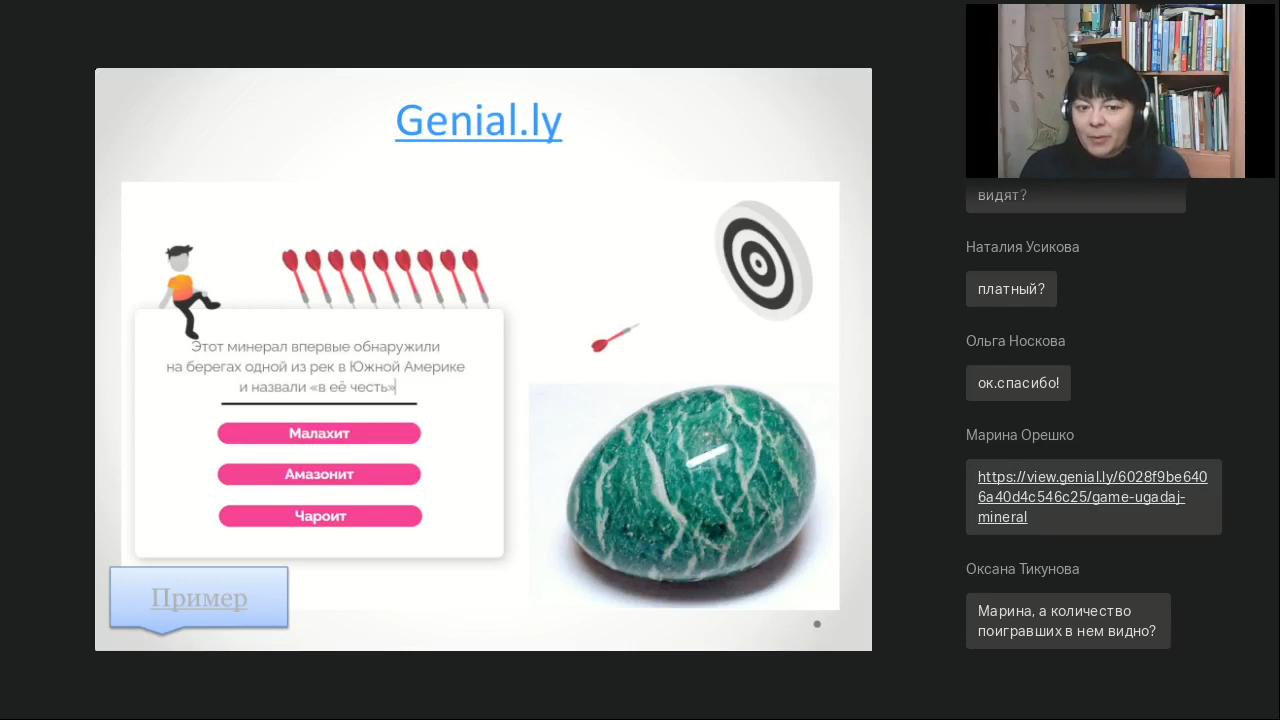 Genial.ly
Этот минерал впервые обнаружили
на берегах одной из рек в Южной Америке
и назвали «в её честь»
Малахит
Амазонит
Чароит
Пример
видят?
Наталия Усикова
платный?
Ольга Носкова
ок.спасибо!
Марина Орешко
https://view.genial.ly/6028f9be640
6a40d4c546c25/game-ugadaj-
mineral
Оксана Тикунова
Марина, а количество
поигравших в нем видно?